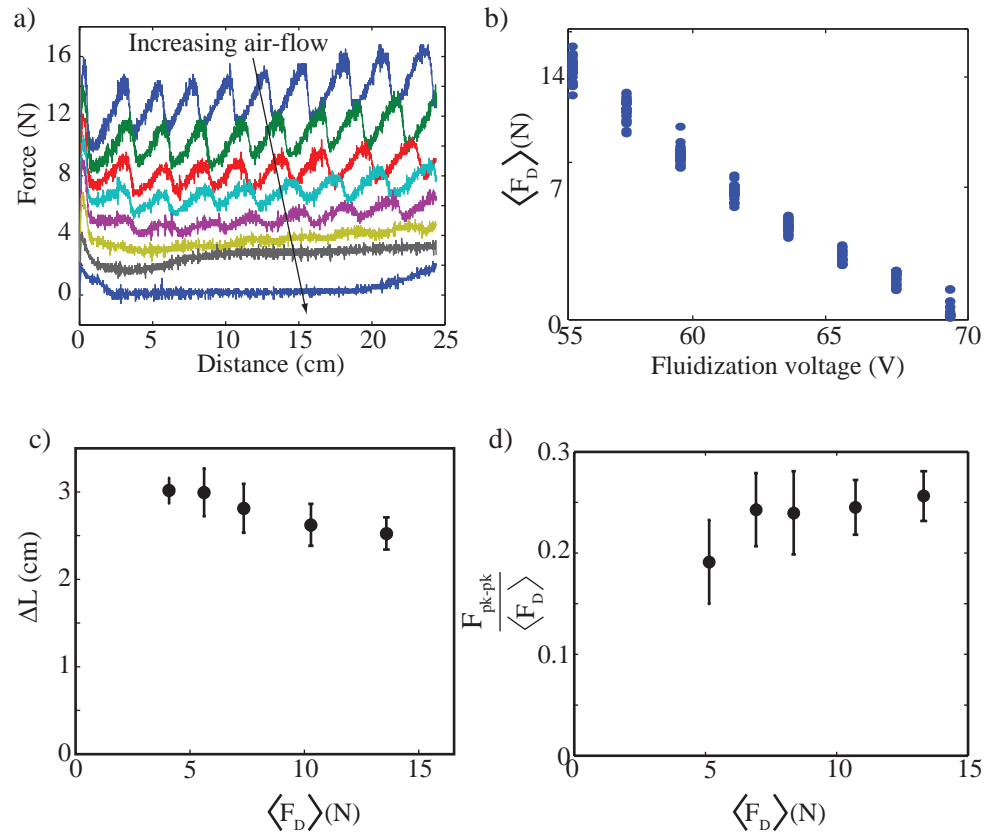 a)
Increasing air-flow
Force (N)
16
12
8
4
0
0 5 10 15 20 25
Distance (cm)
b)
⟨F_D⟩(N)
14
7
0
55 60 65 70
Fluidization voltage (V)
c)
ΔL (cm)
3
2
1
0
0 5 10 15
⟨F_D⟩(N)
d)
F_pk-pk
⟨F_D⟩
0.3
0.2
0.1
0
0 5 10 15
⟨F_D⟩(N)